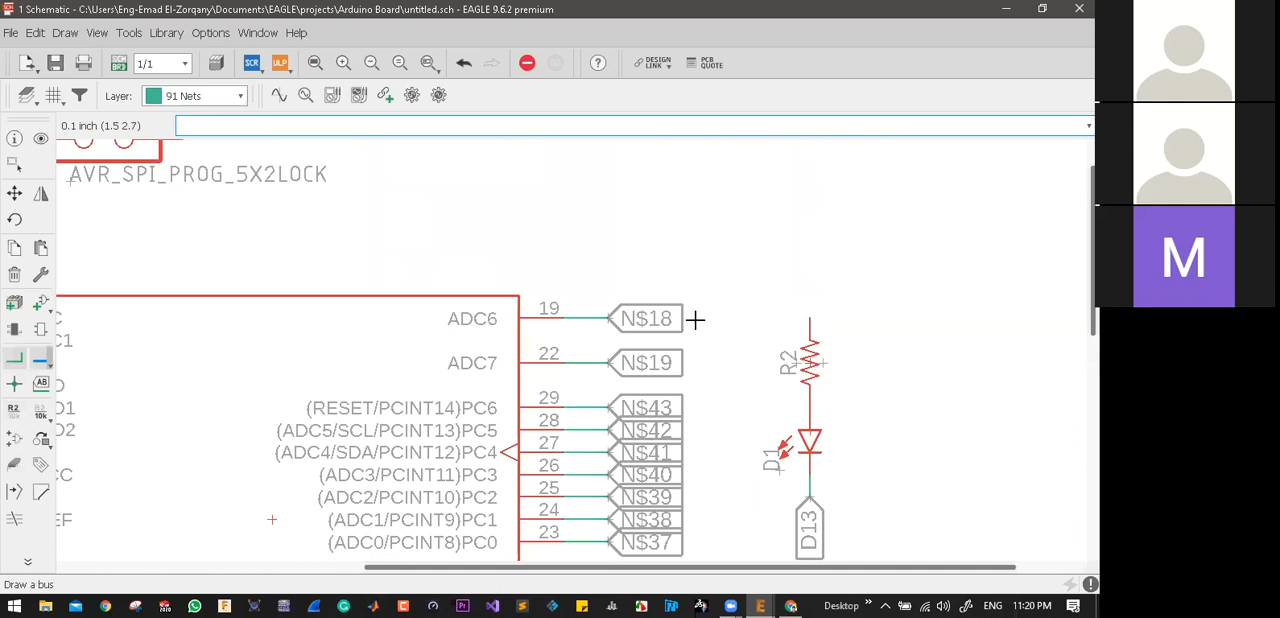 1 Schematic - C:\Users\Eng-Emad El-Zorqany\Documents\EAGLE\projects\Arduino Board\untitled.sch - EAGLE 9.6.2 premium
File Edit Draw View Tools Library Options Window Help
SCH
BRD
1/1
SCR
ULP
DESIGN
LINK
PCB
QUOTE
Layer: 91 Nets
0.1 inch (1.5 2.7)
AVR_SPI_PROG_5X2LOCK
ADC6 19 N$18
ADC7 22 N$19
(RESET/PCINT14)PC6 29 N$43
(ADC5/SCL/PCINT13)PC5 28 N$42
(ADC4/SDA/PCINT12)PC4 27 N$41
(ADC3/PCINT11)PC3 26 N$40
(ADC2/PCINT10)PC2 25 N$39
(ADC1/PCINT9)PC1 24 N$38
(ADC0/PCINT8)PC0 23 N$37
R2
D1
D13
M
Draw a bus
Desktop
ENG
11:20 PM